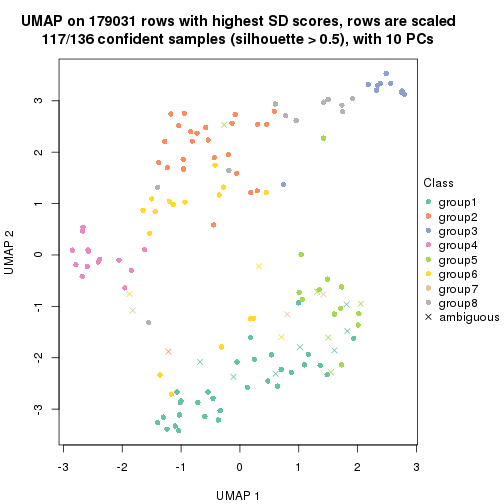 UMAP on 179031 rows with highest SD scores, rows are scaled
117/136 confident samples (silhouette > 0.5), with 10 PCs
3
2
1
0
-1
-2
-3
UMAP 2
-3
-2
-1
0
1
2
3
UMAP 1
Class
group1
group2
group3
group4
group5
group6
group7
group8
ambiguous